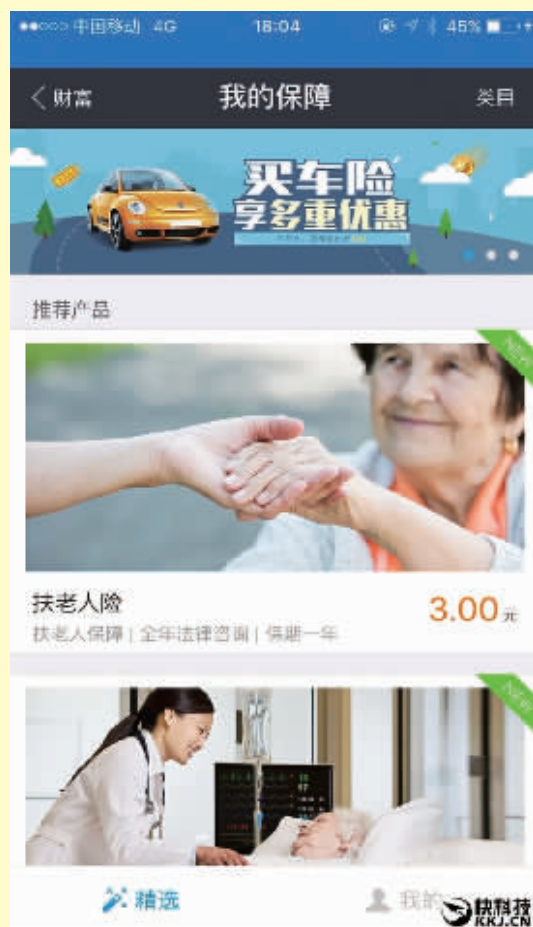 中国移动 4G 18:04 45%
财富 我的保障 类目
买车险
享多重优惠
推荐产品
NEW
扶老人险 3.00元
扶老人保障 | 全年法律咨询 | 保期一年
NEW
精选 我的
快科技
KKJ.CN